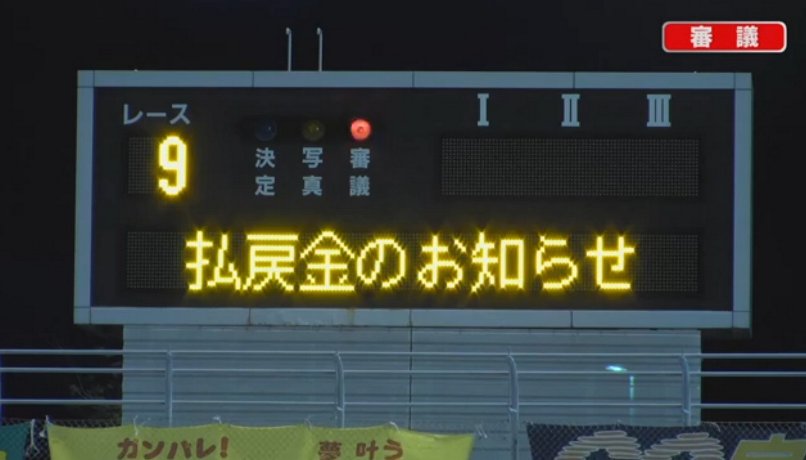 審議
レース I II III
9 決定 写真 審議
払戻金のお知らせ
ガンバレ! 夢 叶う